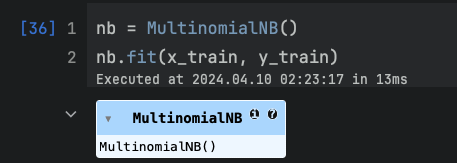 [36] 1 nb = MultinomialNB()
2 nb.fit(x_train, y_train)
Executed at 2024.04.10 02:23:17 in 13ms
MultinomialNB i ?
MultinomialNB()